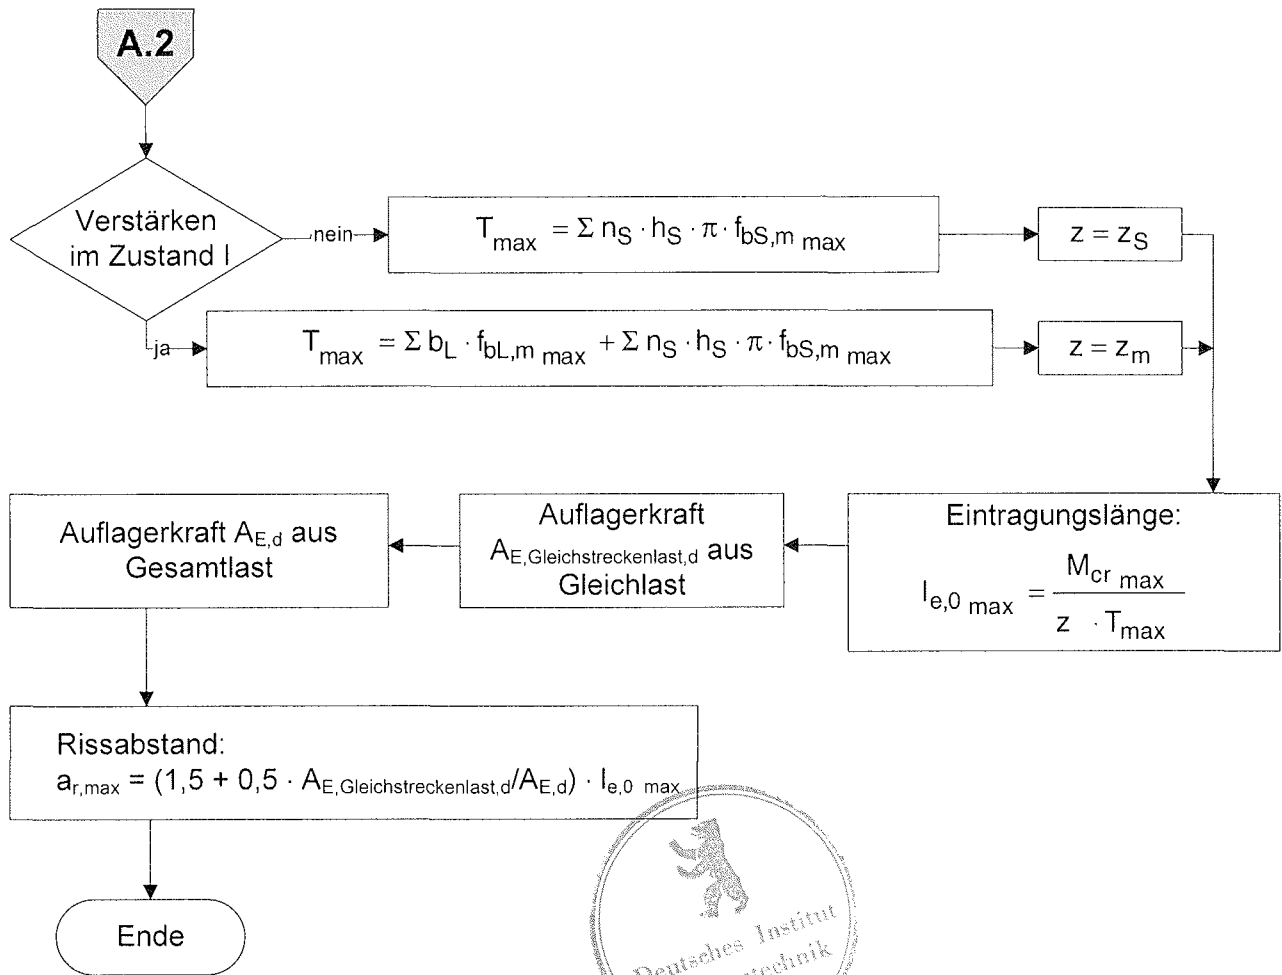 A.2
Verstärken
im Zustand I
nein
T_max = Σ n_S · h_S · π · f_bS,m max
z = z_S
ja
T_max = Σ b_L · f_bL,m max + Σ n_S · h_S · π · f_bS,m max
z = z_m
Eintragungslänge:
l_e,0 max = M_cr max / z · T_max
Auflagerkraft
A_E,Gleichstreckenlast,d aus
Gleichlast
Auflagerkraft A_E,d aus
Gesamtlast
Rissabstand:
a_r,max = (1,5 + 0,5 · A_E,Gleichstreckenlast,d/A_E,d) · l_e,0 max
Ende
Deutsches Institut